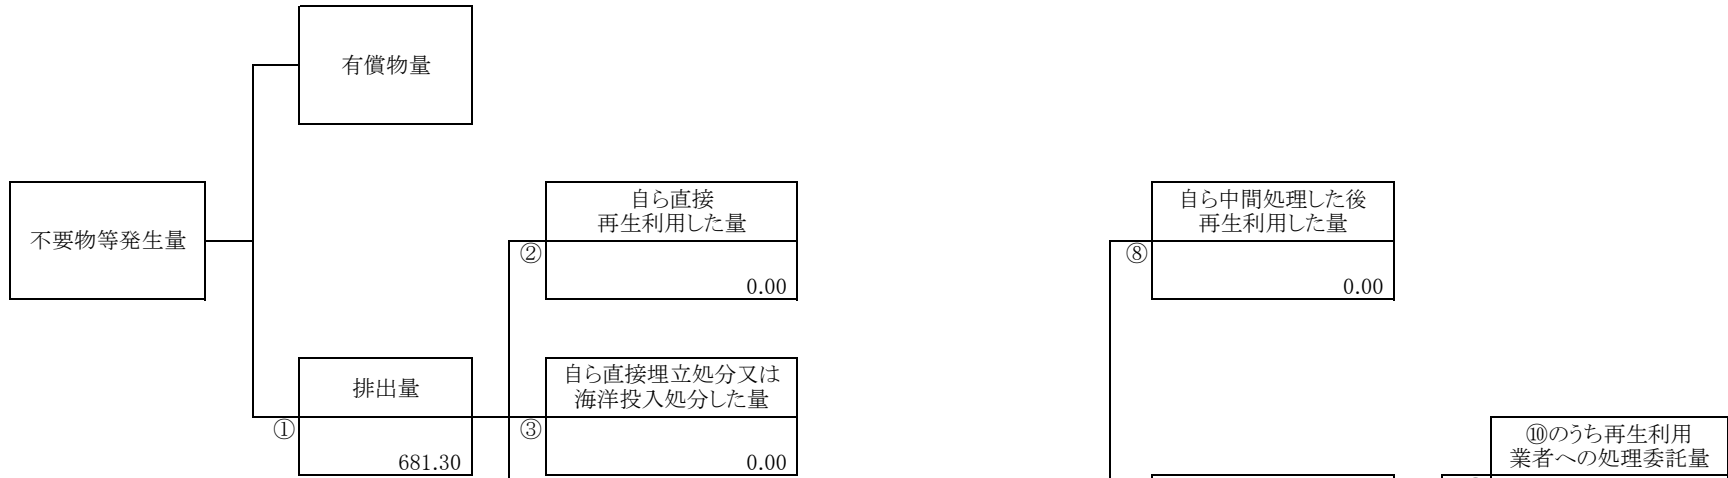 有償物量
不要物等発生量
自ら直接
再生利用した量
②
0.00
自ら中間処理した後
再生利用した量
⑧
0.00
排出量
①
681.30
自ら直接埋立処分又は
海洋投入処分した量
③
0.00
⑩のうち再生利用
業者への処理委託量